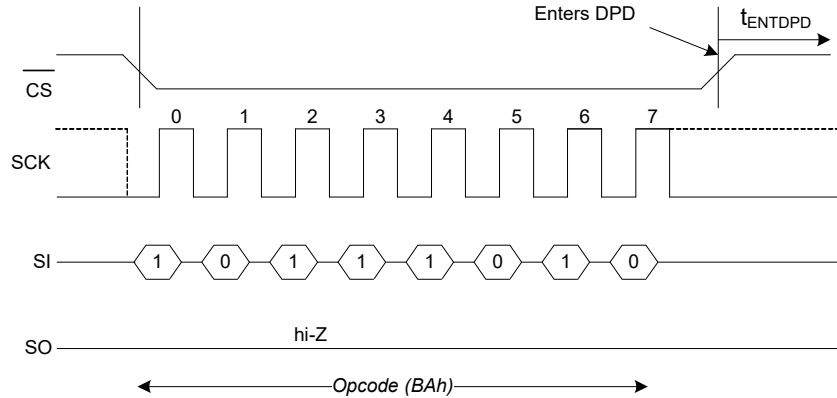 Enters DPD
tENTDPD
CS
0 1 2 3 4 5 6 7
SCK
SI 1 0 1 1 1 0 1 0
hi-Z
SO
Opcode (BAh)